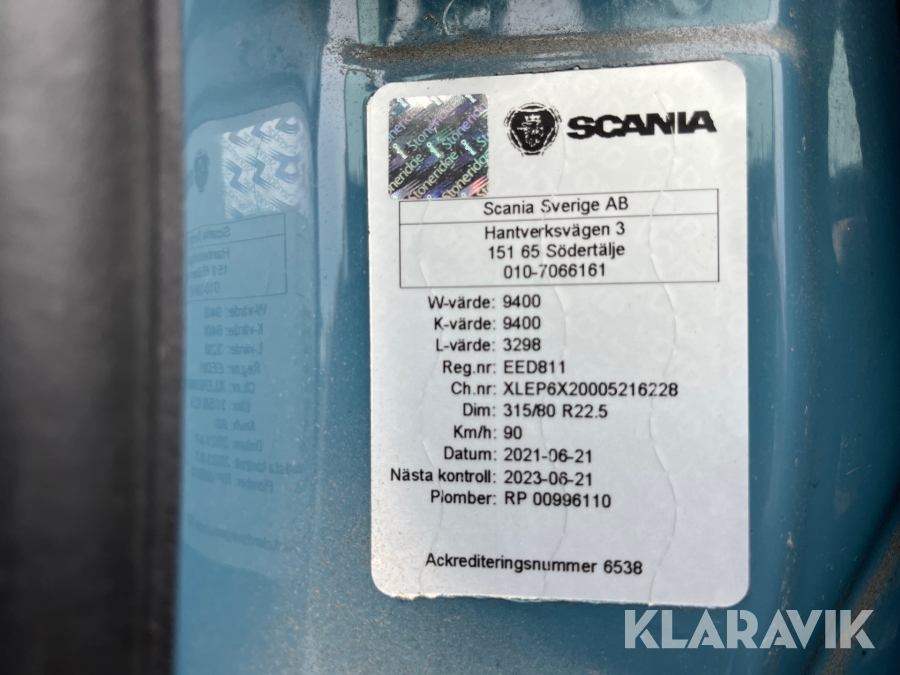 Stoneridge
SCANIA
Scania Sverige AB
Hantverksvägen 3
151 65 Södertälje
010-7066161
W-värde: 9400
K-värde: 9400
L-värde: 3298
Reg.nr: EED811
Ch.nr: XLEP6X20005216228
Dim: 315/80 R22.5
Km/h: 90
Datum: 2021-06-21
Nästa kontroll: 2023-06-21
Plomber: RP 00996110
Ackrediteringsnummer 6538
KLARAVIK